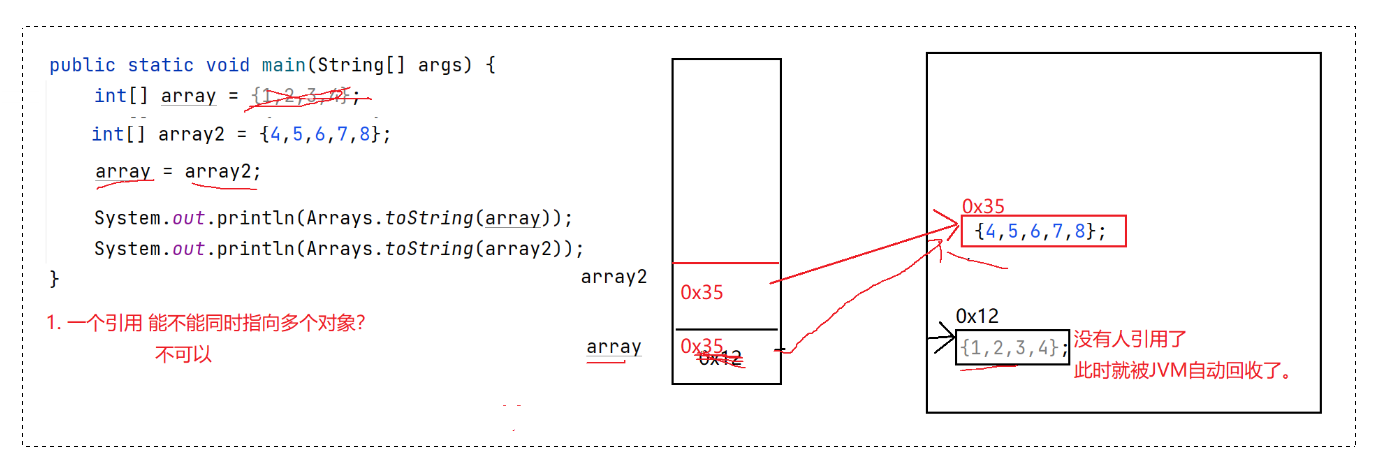 public static void main(String[] args) {
int[] array = {1,2,3,4};
int[] array2 = {4,5,6,7,8};
array = array2;
System.out.println(Arrays.toString(array));
System.out.println(Arrays.toString(array2));
}
1. 一个引用 能不能同时指向多个对象?
不可以
array2
0x35
array
0x35
0x12
0x35
{4,5,6,7,8};
0x12
{1,2,3,4};
没有人引用了
此时就被JVM自动回收了。